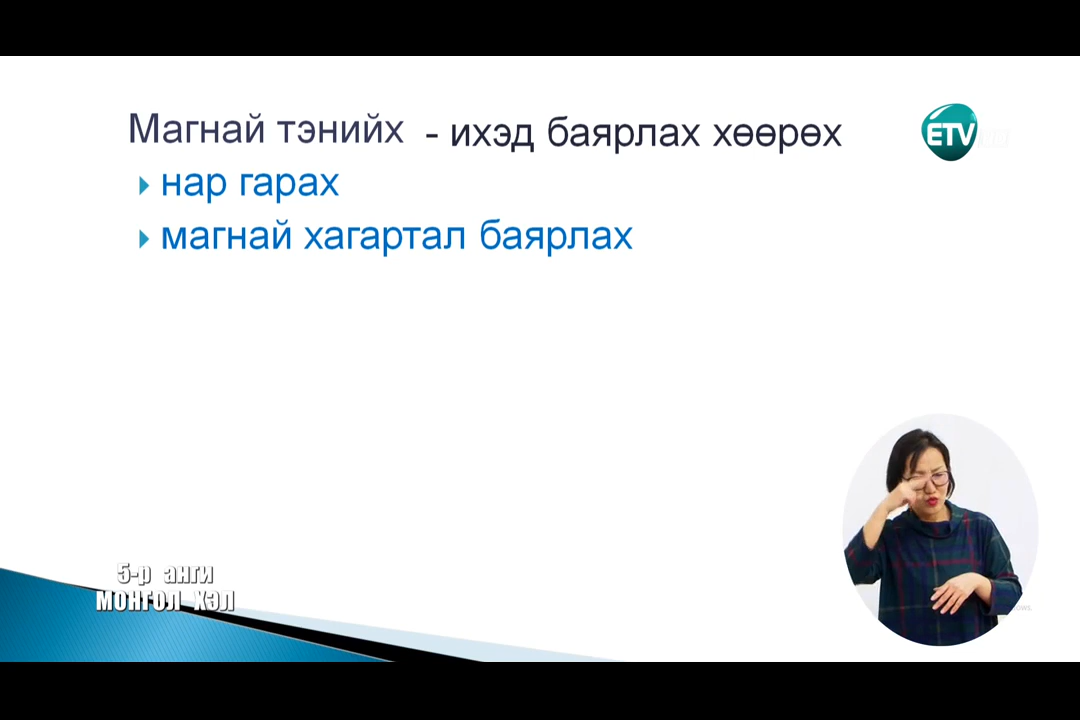 Магнай тэнийх - ихэд баярлах хөөрөх
нар гарах
магнай хагартал баярлах
ETV
5-р анги
МОНГОЛ ХЭЛ